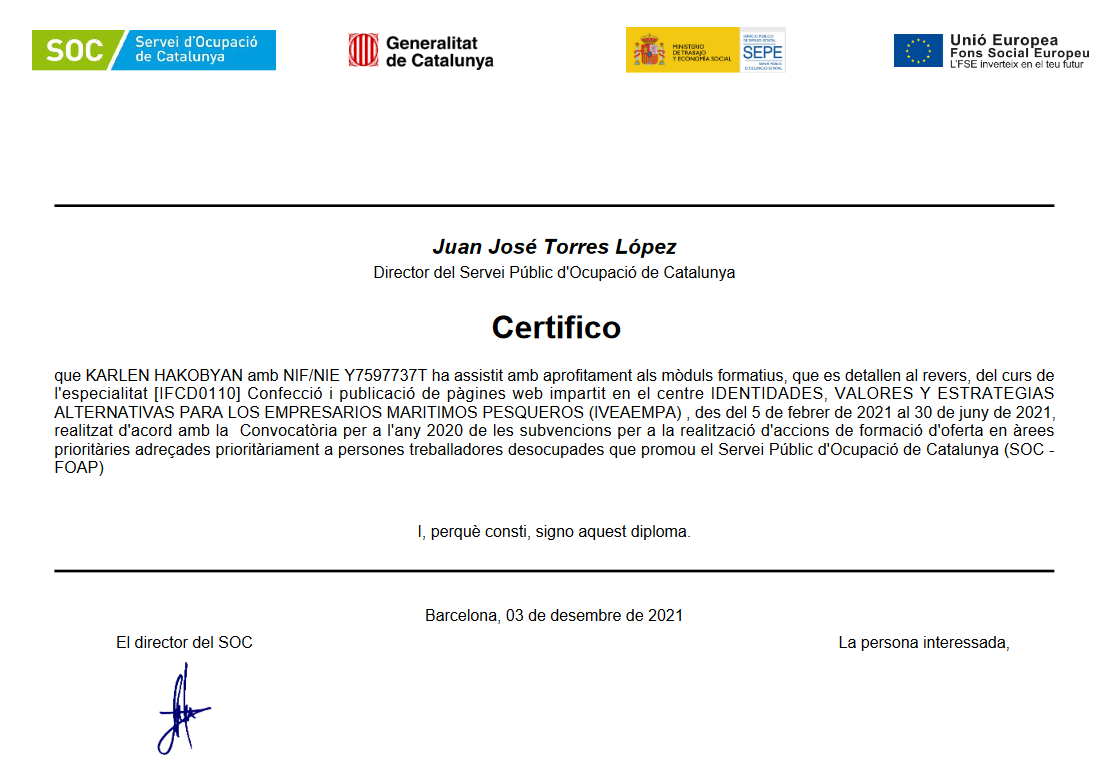 SOC Servei d'Ocupació de Catalunya
Generalitat de Catalunya
MINISTERIO DE TRABAJO Y ECONOMÍA SOCIAL
SERVICIO PÚBLICO DE EMPLEO ESTATAL SEPE
Unió Europea
Fons Social Europeu
L'FSE inverteix en el teu futur
Juan José Torres López
Director del Servei Públic d'Ocupació de Catalunya
Certifico
que KARLEN HAKOBYAN amb NIF/NIE Y7597737T ha assistit amb aprofitament als mòduls formatius, que es detallen al revers, del curs de
l'especialitat [IFCD0110] Confecció i publicació de pàgines web impartit en el centre IDENTIDADES, VALORES Y ESTRATEGIAS
ALTERNATIVAS PARA LOS EMPRESARIOS MARITIMOS PESQUEROS (IVEAEMPA) , des del 5 de febrer de 2021 al 30 de juny de 2021,
realitzat d'acord amb la Convocatòria per a l'any 2020 de les subvencions per a la realització d'accions de formació d'oferta en àrees
prioritàries adreçades prioritàriament a persones treballadores desocupades que promou el Servei Públic d'Ocupació de Catalunya (SOC -
FOAP)
I, perquè consti, signo aquest diploma.
Barcelona, 03 de desembre de 2021
El director del SOC
La persona interessada,